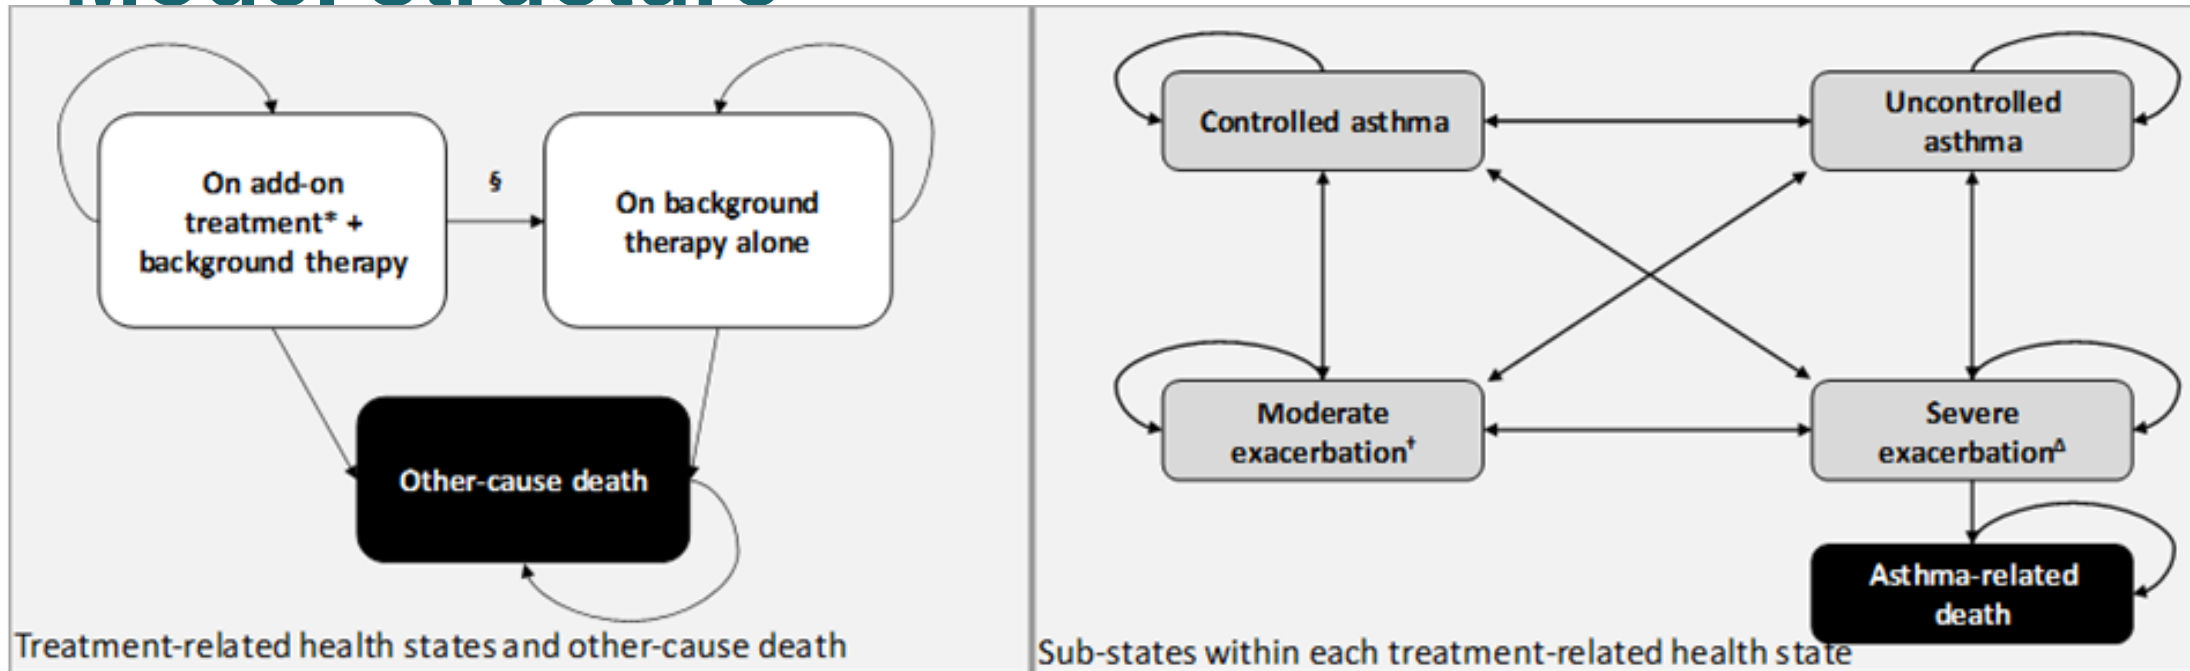 Model structure
On add-on
treatment* +
background therapy
§
On background
therapy alone
Other-cause death
Treatment-related health states and other-cause death
Controlled asthma
Uncontrolled
asthma
Moderate
exacerbation†
Severe
exacerbationΔ
Asthma-related
death
Sub-states within each treatment-related health state